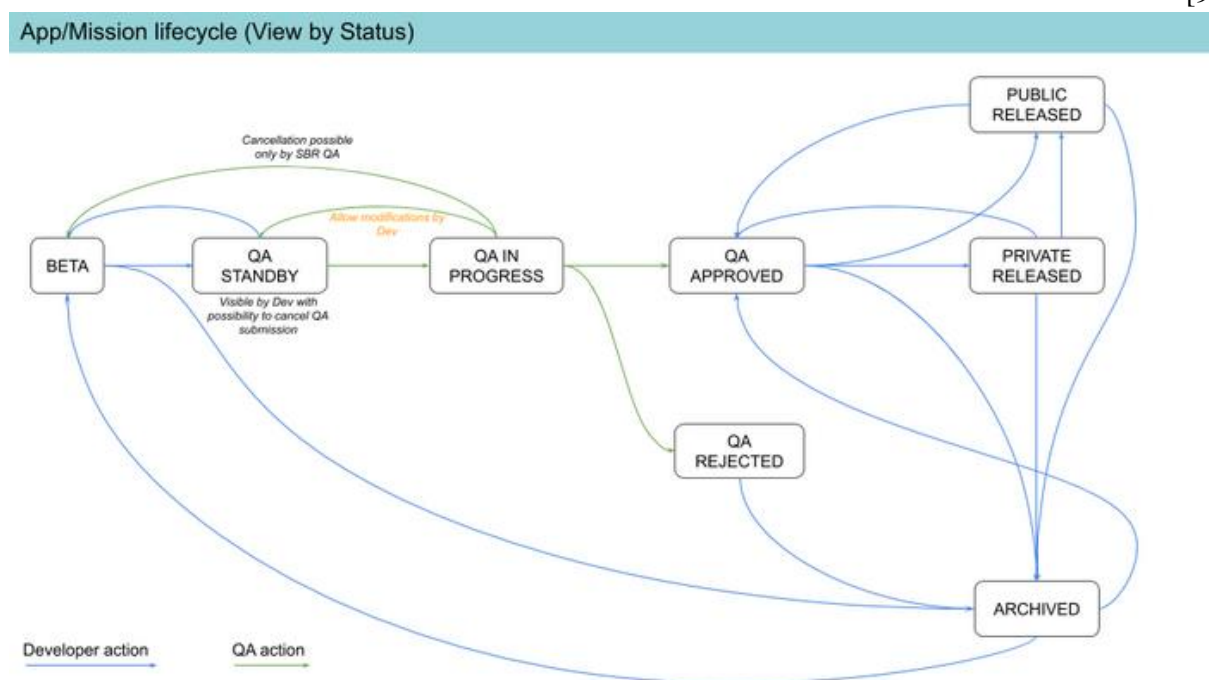 App/Mission lifecycle (View by Status)
PUBLIC
RELEASED
Cancellation possible
only by SBR QA
Allow modifications by
Dev
BETA
QA
STANDBY
QA IN
PROGRESS
QA
APPROVED
PRIVATE
RELEASED
Visible by Dev with
possibility to cancel QA
submission
QA
REJECTED
ARCHIVED
Developer action
QA action